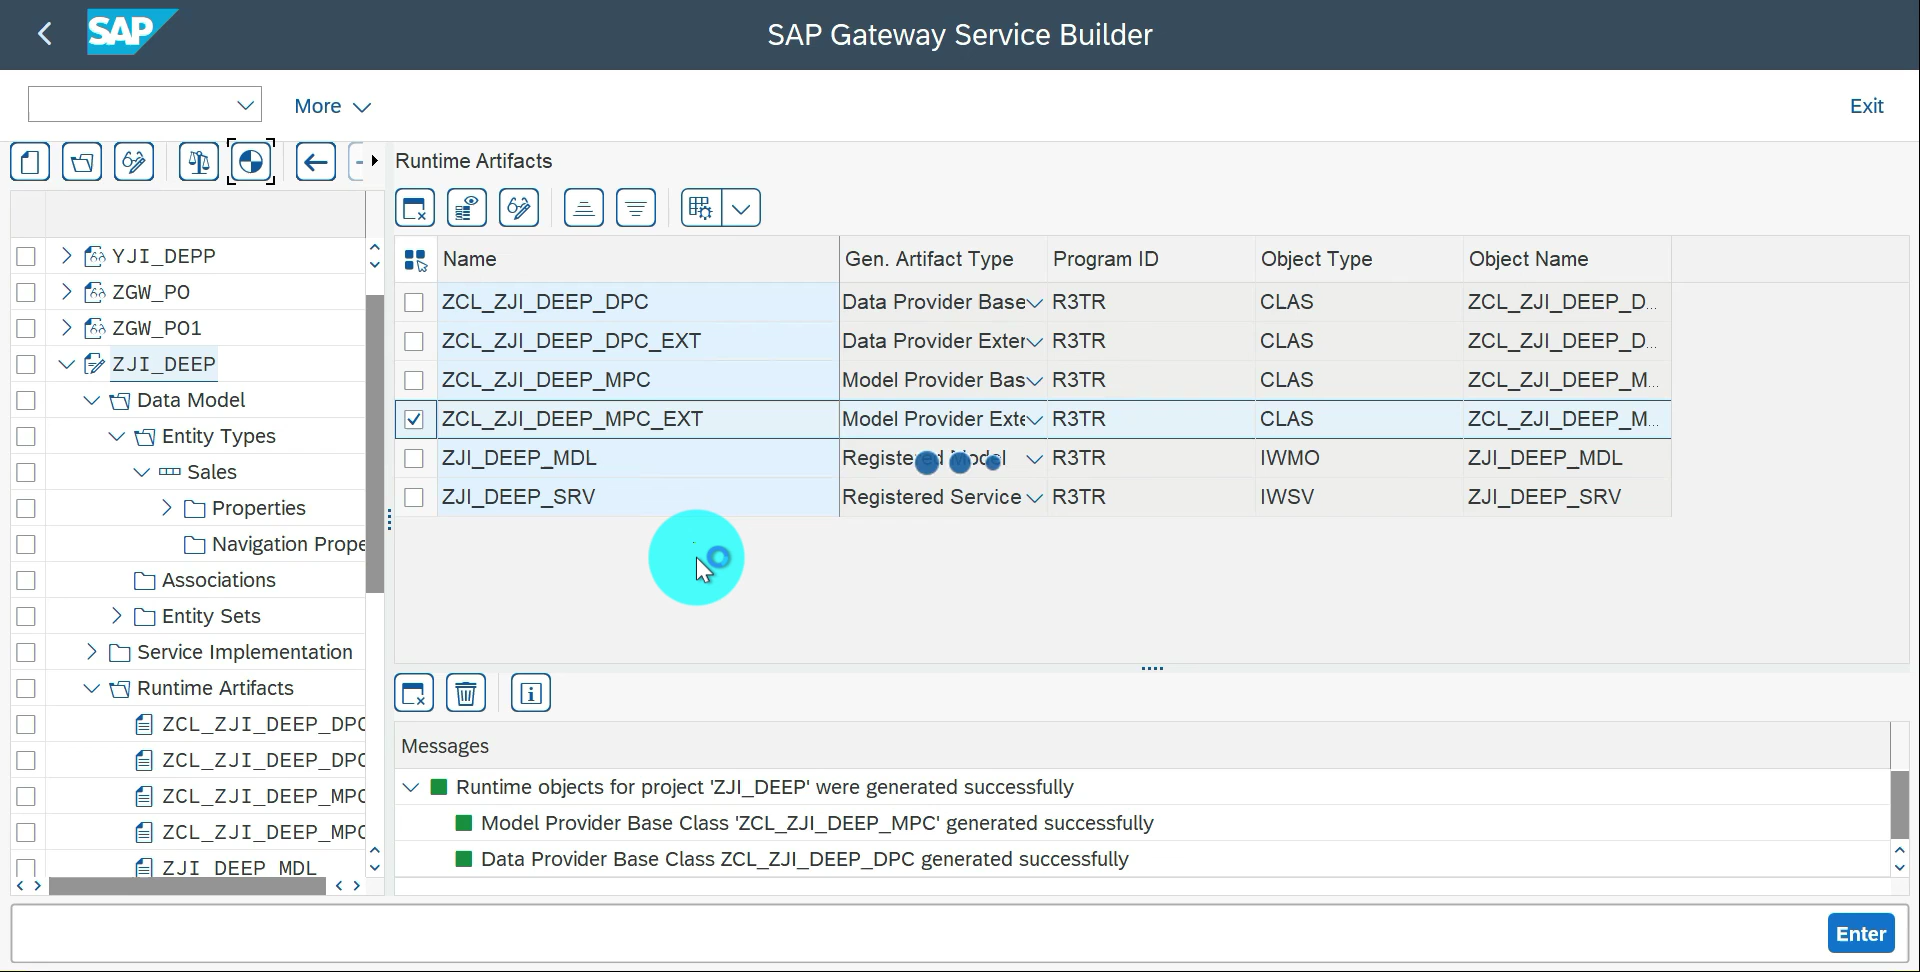 SAP
SAP Gateway Service Builder
More
Exit
Runtime Artifacts
Name Gen. Artifact Type Program ID Object Type Object Name
YJI_DEPP
ZGW_PO
ZGW_PO1
ZJI_DEEP
Data Model
Entity Types
Sales
Properties
Navigation Prope
Associations
Entity Sets
Service Implementation
Runtime Artifacts
ZCL_ZJI_DEEP_DPC
ZCL_ZJI_DEEP_DPC
ZCL_ZJI_DEEP_MPC
ZCL_ZJI_DEEP_MPC
ZJI_DEEP_MDL
ZCL_ZJI_DEEP_DPC Data Provider Base R3TR CLAS ZCL_ZJI_DEEP_D...
ZCL_ZJI_DEEP_DPC_EXT Data Provider Exter R3TR CLAS ZCL_ZJI_DEEP_D...
ZCL_ZJI_DEEP_MPC Model Provider Bas R3TR CLAS ZCL_ZJI_DEEP_M...
ZCL_ZJI_DEEP_MPC_EXT Model Provider Exte R3TR CLAS ZCL_ZJI_DEEP_M...
ZJI_DEEP_MDL Registered Model R3TR IWMO ZJI_DEEP_MDL
ZJI_DEEP_SRV Registered Service R3TR IWSV ZJI_DEEP_SRV
Messages
Runtime objects for project 'ZJI_DEEP' were generated successfully
Model Provider Base Class 'ZCL_ZJI_DEEP_MPC' generated successfully
Data Provider Base Class ZCL_ZJI_DEEP_DPC generated successfully
Enter